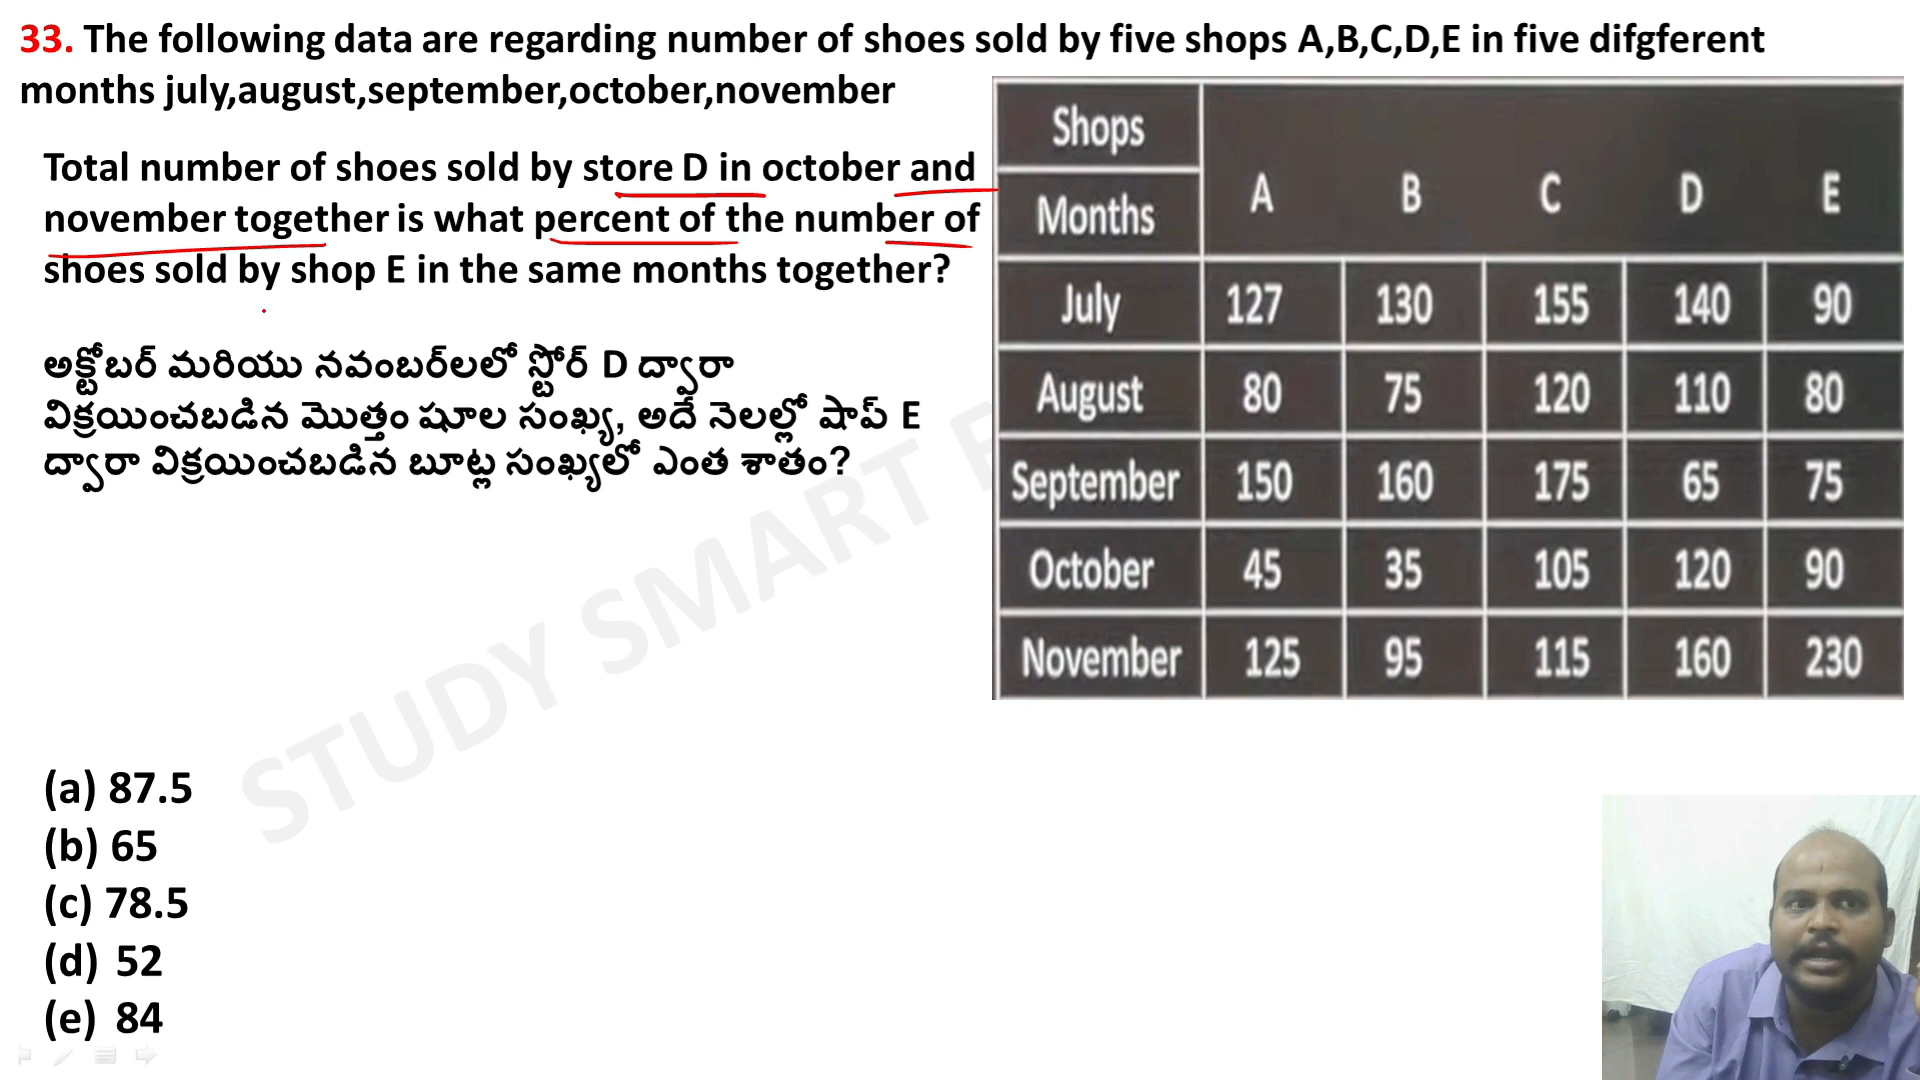 33. The following data are regarding number of shoes sold by five shops A,B,C,D,E in five difgferent
months july,august,september,october,november
Total number of shoes sold by store D in october and
november together is what percent of the number of
shoes sold by shop E in the same months together?
అక్టోబర్ మరియు నవంబర్‌లలో స్టోర్ D ద్వారా
విక్రయించబడిన మొత్తం షూల సంఖ్య, అదే నెలల్లో షాప్ E
ద్వారా విక్రయించబడిన బూట్ల సంఖ్యలో ఎంత శాతం?
Shops
Months A B C D E
July 127 130 155 140 90
August 80 75 120 110 80
September 150 160 175 65 75
October 45 35 105 120 90
November 125 95 115 160 230
STUDY SMART
(a) 87.5
(b) 65
(c) 78.5
(d) 52
(e) 84